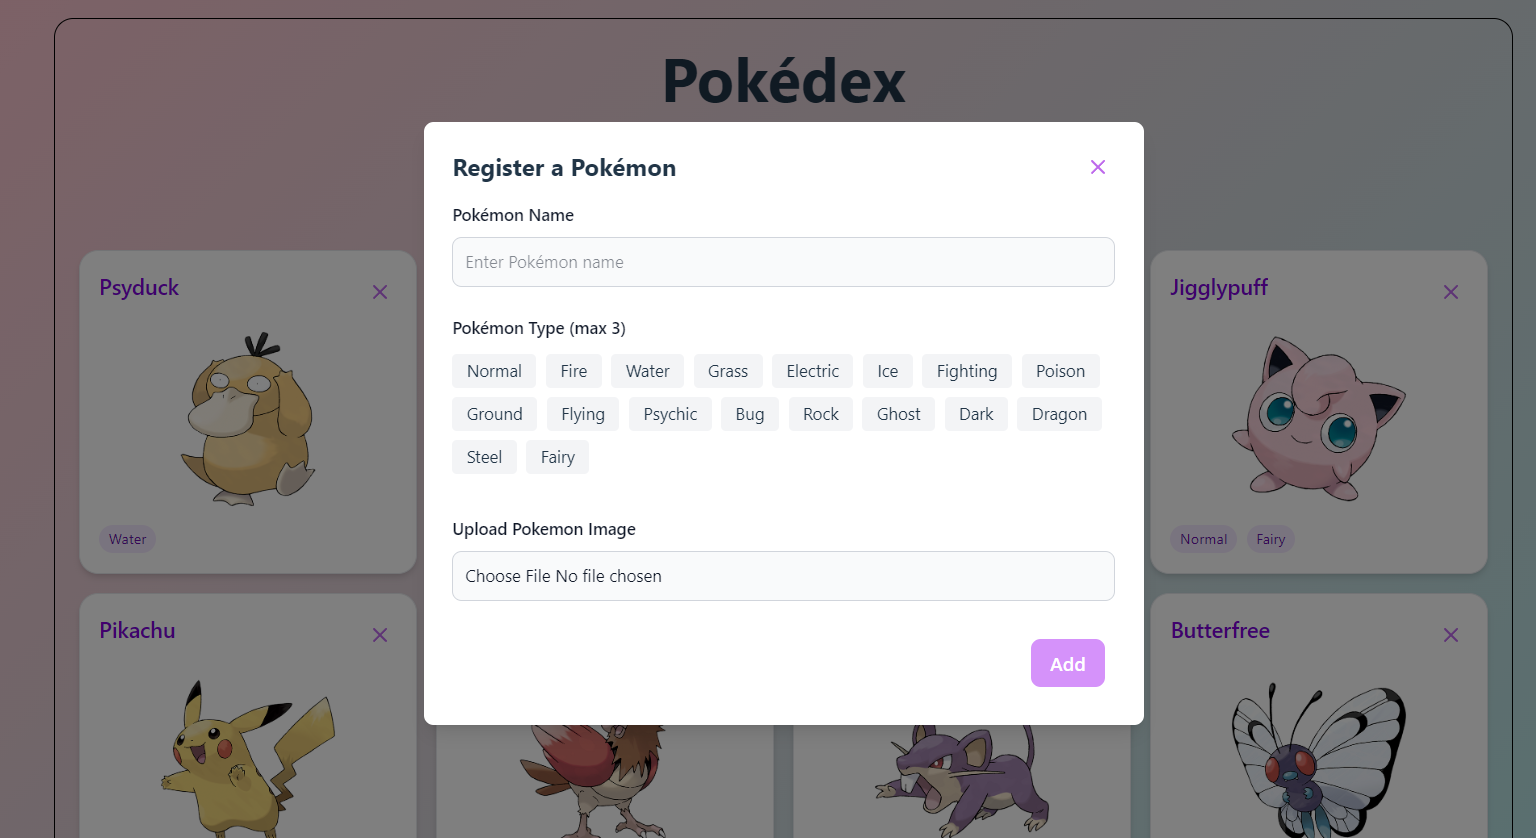 Pokédex
Register a Pokémon
Pokémon Name
Enter Pokémon name
Pokémon Type (max 3)
Normal Fire Water Grass Electric Ice Fighting Poison
Ground Flying Psychic Bug Rock Ghost Dark Dragon
Steel Fairy
Upload Pokemon Image
Choose File No file chosen
Add
Psyduck
Water
Jigglypuff
Normal Fairy
Pikachu
Butterfree